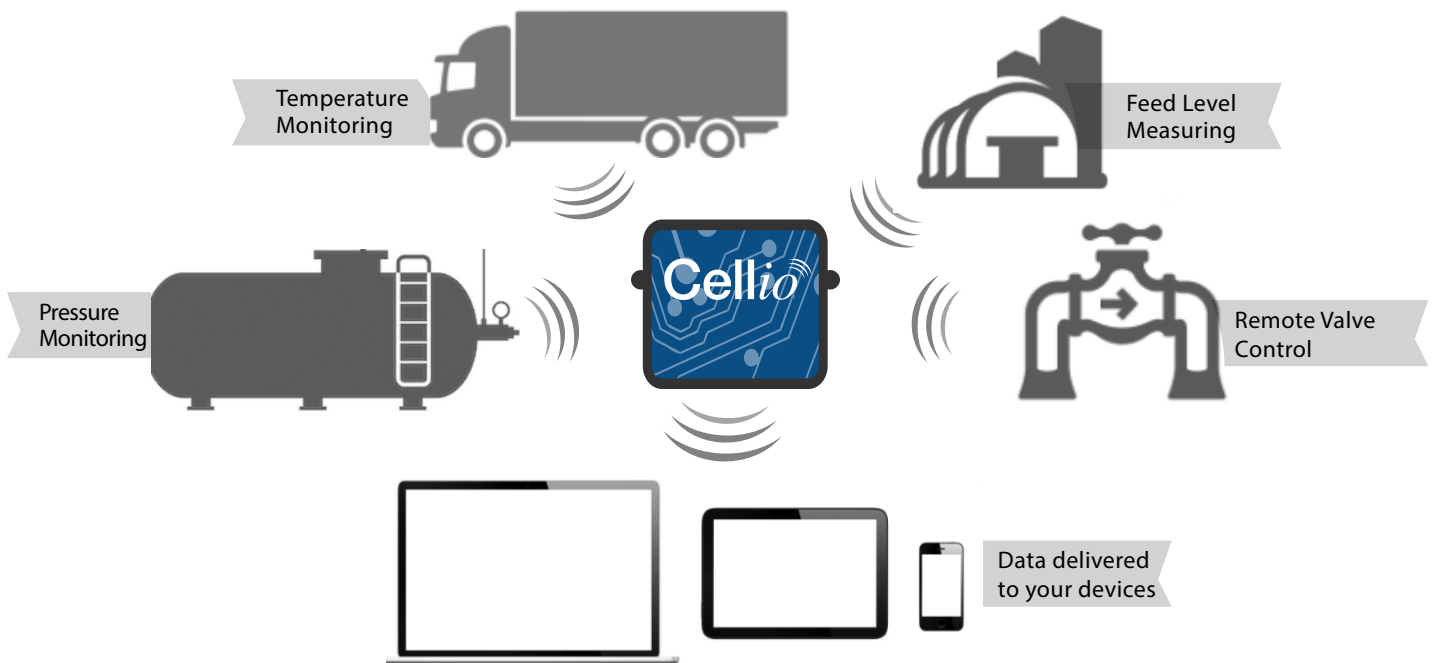 Temperature
Monitoring
Feed Level
Measuring
Cellio
Pressure
Monitoring
Remote Valve
Control
Data delivered
to your devices